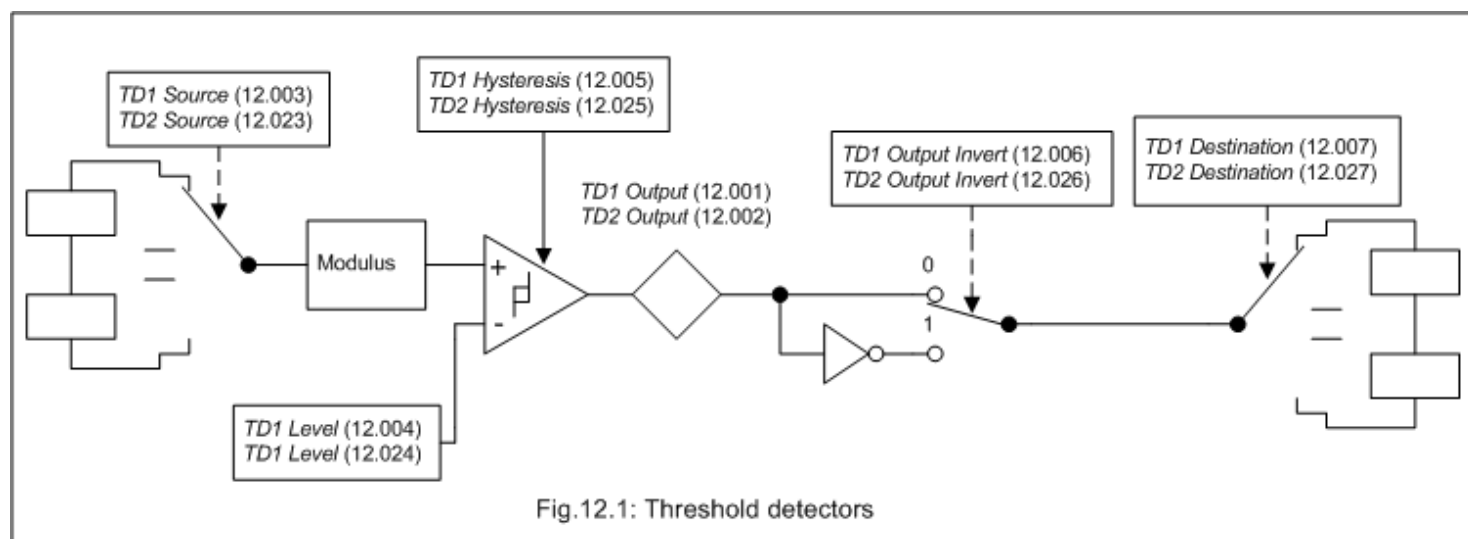 TD1 Source (12.003)
TD2 Source (12.023)
TD1 Hysteresis (12.005)
TD2 Hysteresis (12.025)
TD1 Output (12.001)
TD2 Output (12.002)
TD1 Output Invert (12.006)
TD2 Output Invert (12.026)
TD1 Destination (12.007)
TD2 Destination (12.027)
Modulus
+
-
0
1
TD1 Level (12.004)
TD1 Level (12.024)
Fig.12.1: Threshold detectors